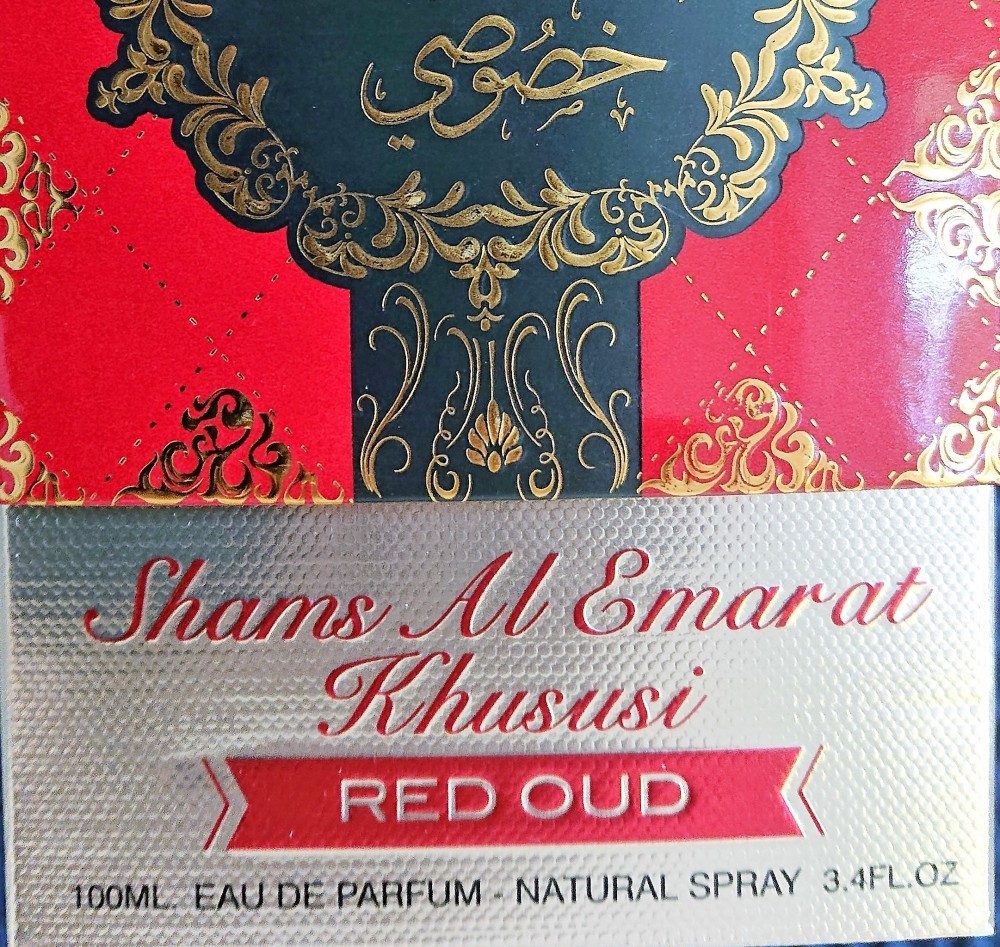 خصوصي
Shams Al Emarat
Khususi
RED OUD
100ML. EAU DE PARFUM - NATURAL SPRAY 3.4FL.OZ